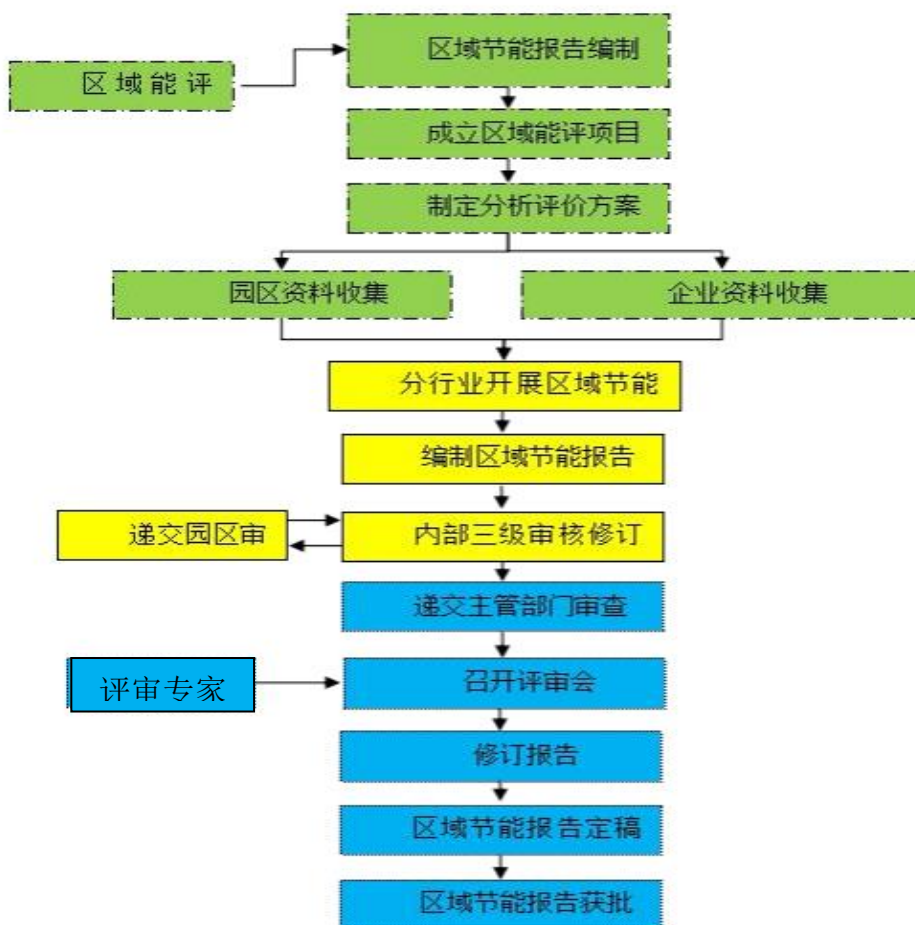 区域节能报告编制
区域能评
成立区域能评项目
制定分析评价方案
园区资料收集
企业资料收集
分行业开展区域节能
编制区域节能报告
递交园区审
内部三级审核修订
递交主管部门审查
评审专家
召开评审会
修订报告
区域节能报告定稿
区域节能报告获批